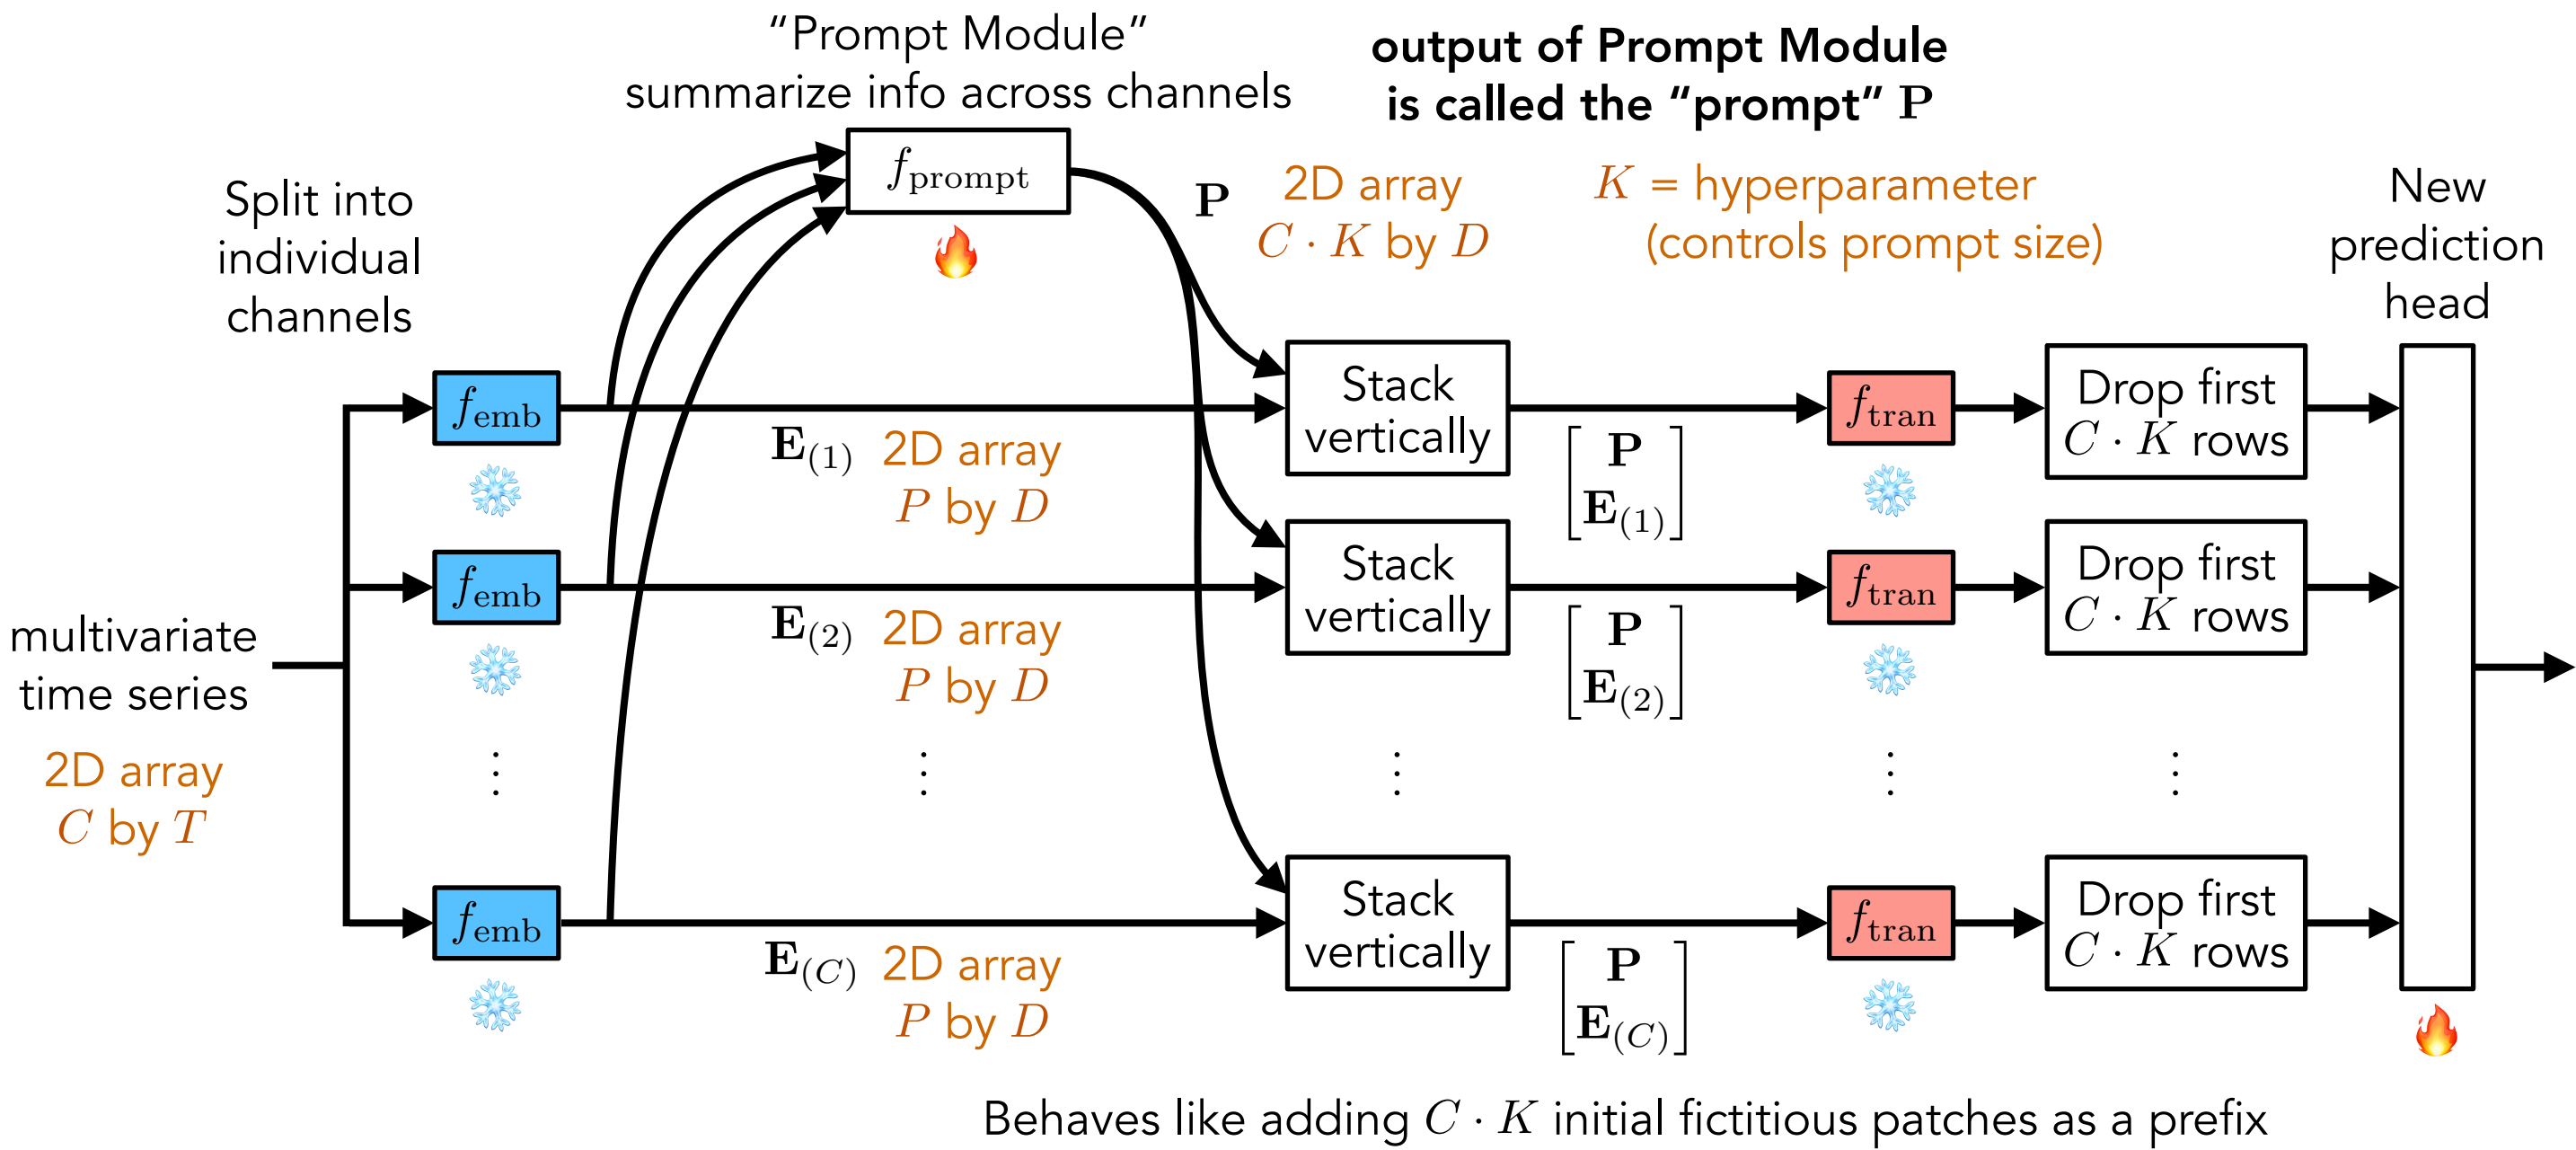 “Prompt Module”
summarize info across channels
output of Prompt Module
is called the “prompt” P
f_prompt
Split into
individual
channels
P
2D array
C · K by D
K = hyperparameter
(controls prompt size)
New
prediction
head
f_emb
E_(1)
2D array
P by D
Stack
vertically
[P E_(1)]
f_tran
Drop first
C · K rows
f_emb
E_(2)
2D array
P by D
Stack
vertically
[P E_(2)]
f_tran
Drop first
C · K rows
multivariate
time series
2D array
C by T
⋮
⋮
⋮
⋮
⋮
f_emb
E_(C)
2D array
P by D
Stack
vertically
[P E_(C)]
f_tran
Drop first
C · K rows
Behaves like adding C · K initial fictitious patches as a prefix